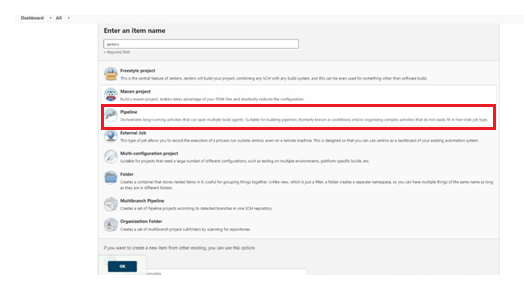 Dashboard
All
Enter an item name
jenkins
» Required field
Freestyle project
This is the central feature of Jenkins. Jenkins will build your project, combining any SCM with any build system, and this can be even used for something other than software build.
Maven project
Build a maven project. Jenkins takes advantage of your POM files and drastically reduces the configuration.
Pipeline
Orchestrates long-running activities that can span multiple build agents. Suitable for building pipelines (formerly known as workflows) and/or organizing complex activities that do not easily fit in free-style job type.
External Job
This type of job allows you to record the execution of a process run outside Jenkins, even on a remote machine. This is designed so that you can use Jenkins as a dashboard of your existing automation system.
Multi-configuration project
Suitable for projects that need a large number of different configurations, such as testing on multiple environments, platform-specific builds, etc.
Folder
Creates a container that stores nested items in it. Useful for grouping things together. Unlike view, which is just a filter, a folder creates a separate namespace, so you can have multiple things of the same name as long
as they are in different folders.
Multibranch Pipeline
Creates a set of Pipeline projects according to detected branches in one SCM repository.
Organization Folder
Creates a set of multibranch project subfolders by scanning for repositories.
If you want to create a new item from other existing, you can use this option:
OK